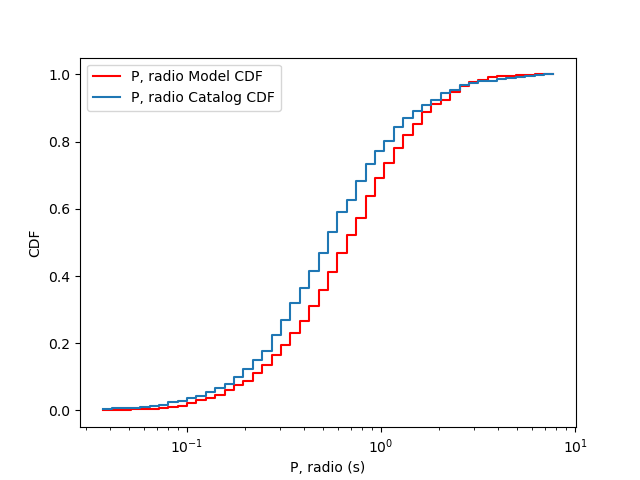 P, radio Model CDF
P, radio Catalog CDF
1.0
0.8
0.6
0.4
0.2
0.0
CDF
10⁻¹ 10⁰ 10¹
P, radio (s)